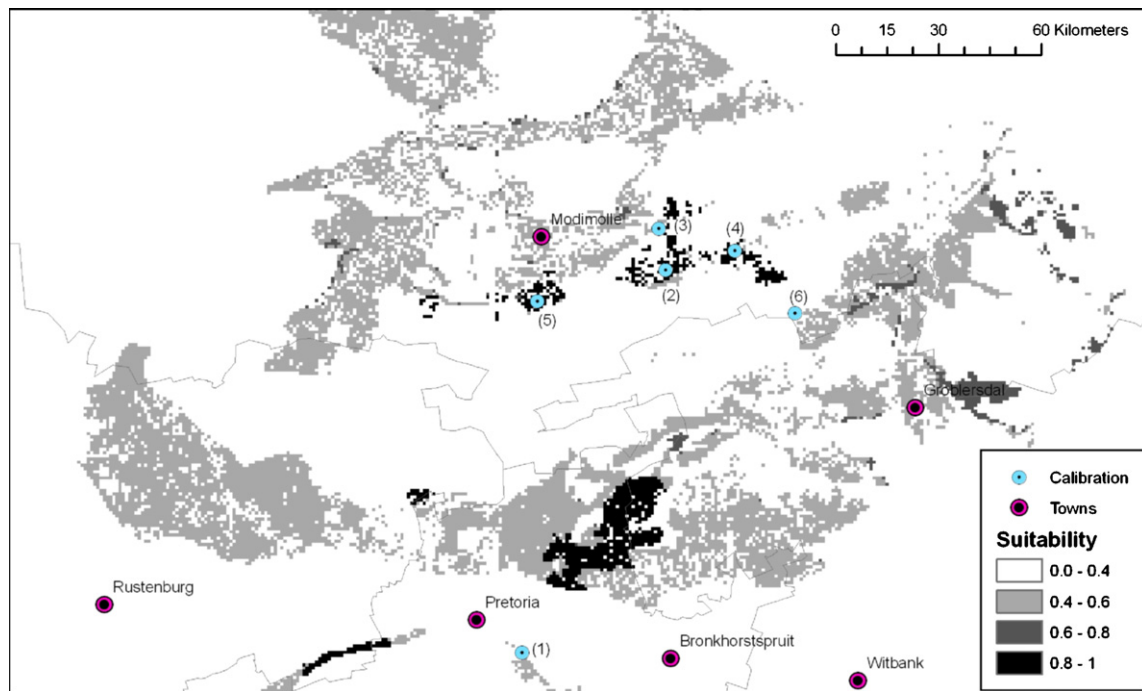 0 15 30 60 Kilometers
Modimolle
(3)
(4)
(2)
(5)
(6)
Groblersdal
Calibration
Towns
Suitability
0.0 - 0.4
0.4 - 0.6
0.6 - 0.8
0.8 - 1
Rustenburg
Pretoria
(1)
Bronkhorstspruit
Witbank